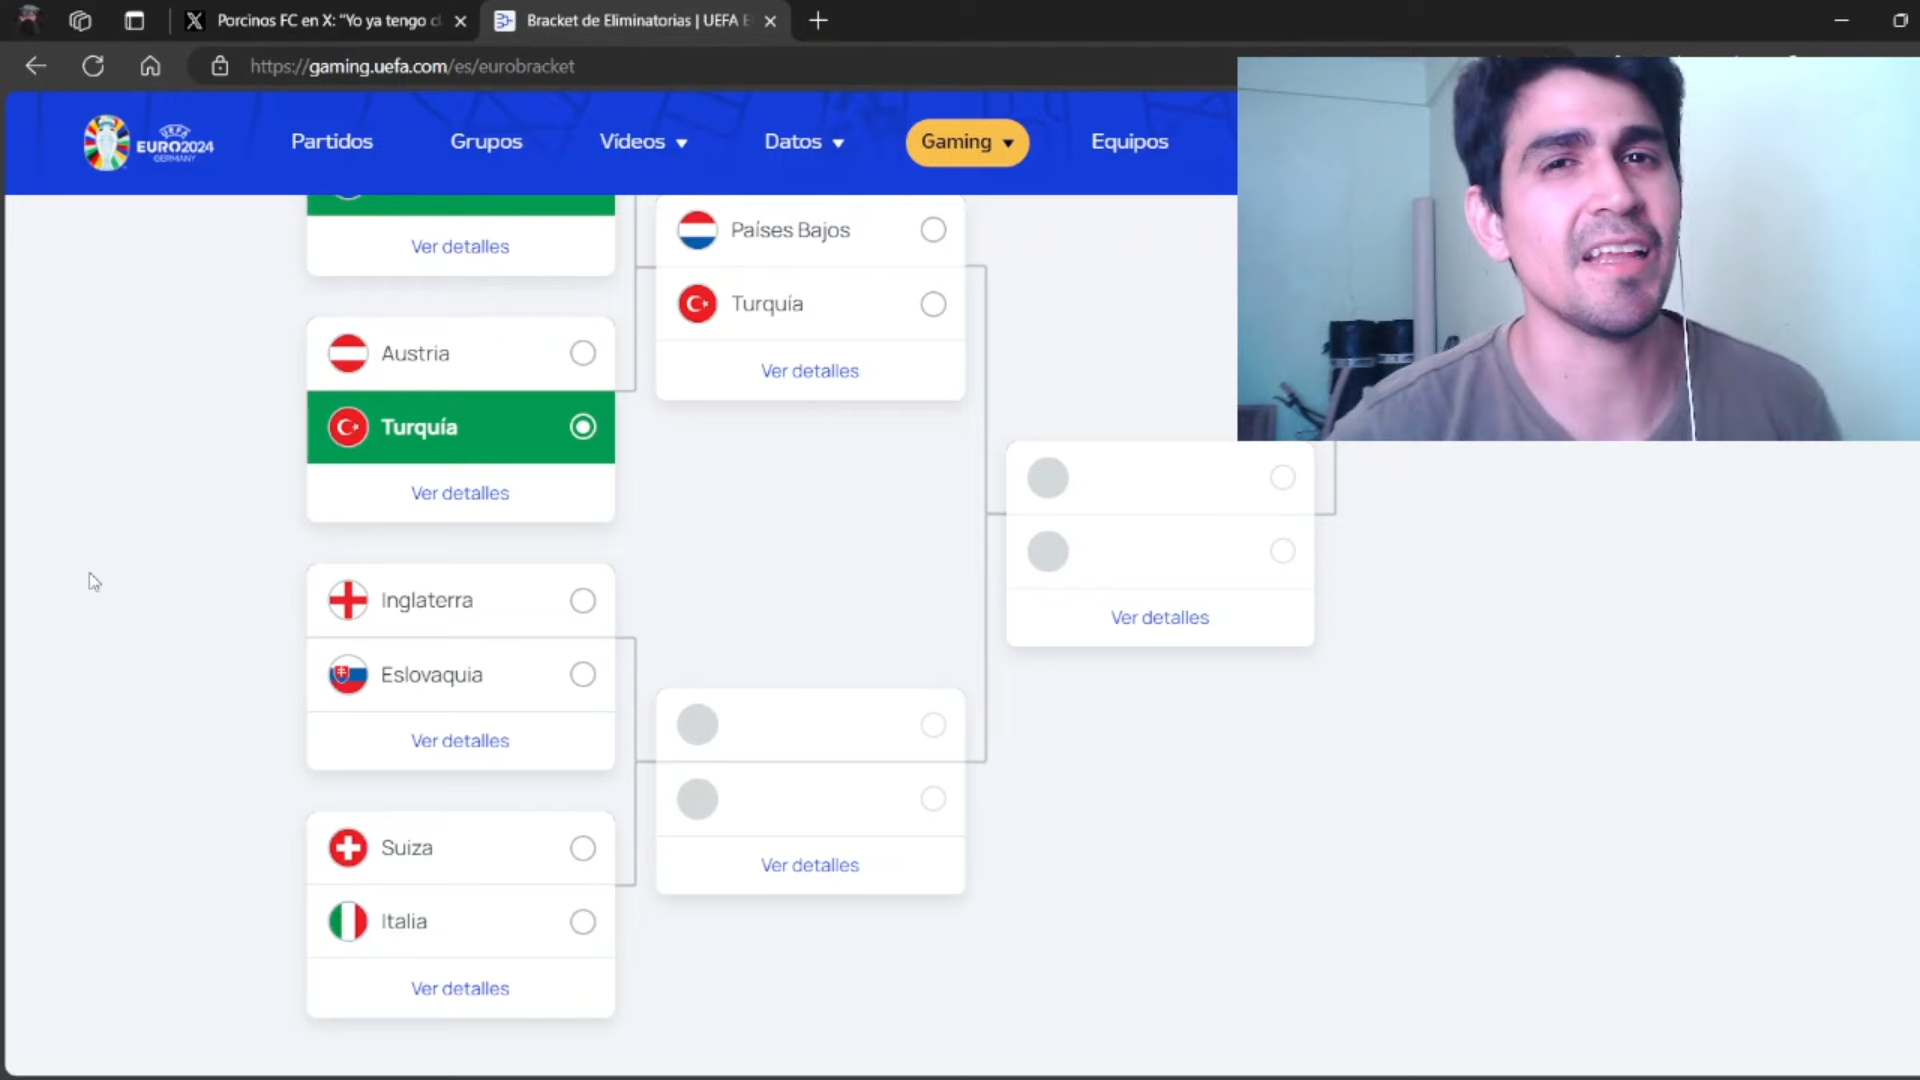 Porcinos FC en X: "Yo ya tengo cl
Bracket de Eliminatorias | UEFA E
https://gaming.uefa.com/es/eurobracket
UEFA
EURO2024
GERMANY
Partidos
Grupos
Vídeos
Datos
Gaming
Equipos
Ver detalles
Países Bajos
Turquía
Ver detalles
Austria
Turquía
Ver detalles
Ver detalles
Inglaterra
Eslovaquia
Ver detalles
Ver detalles
Suiza
Italia
Ver detalles